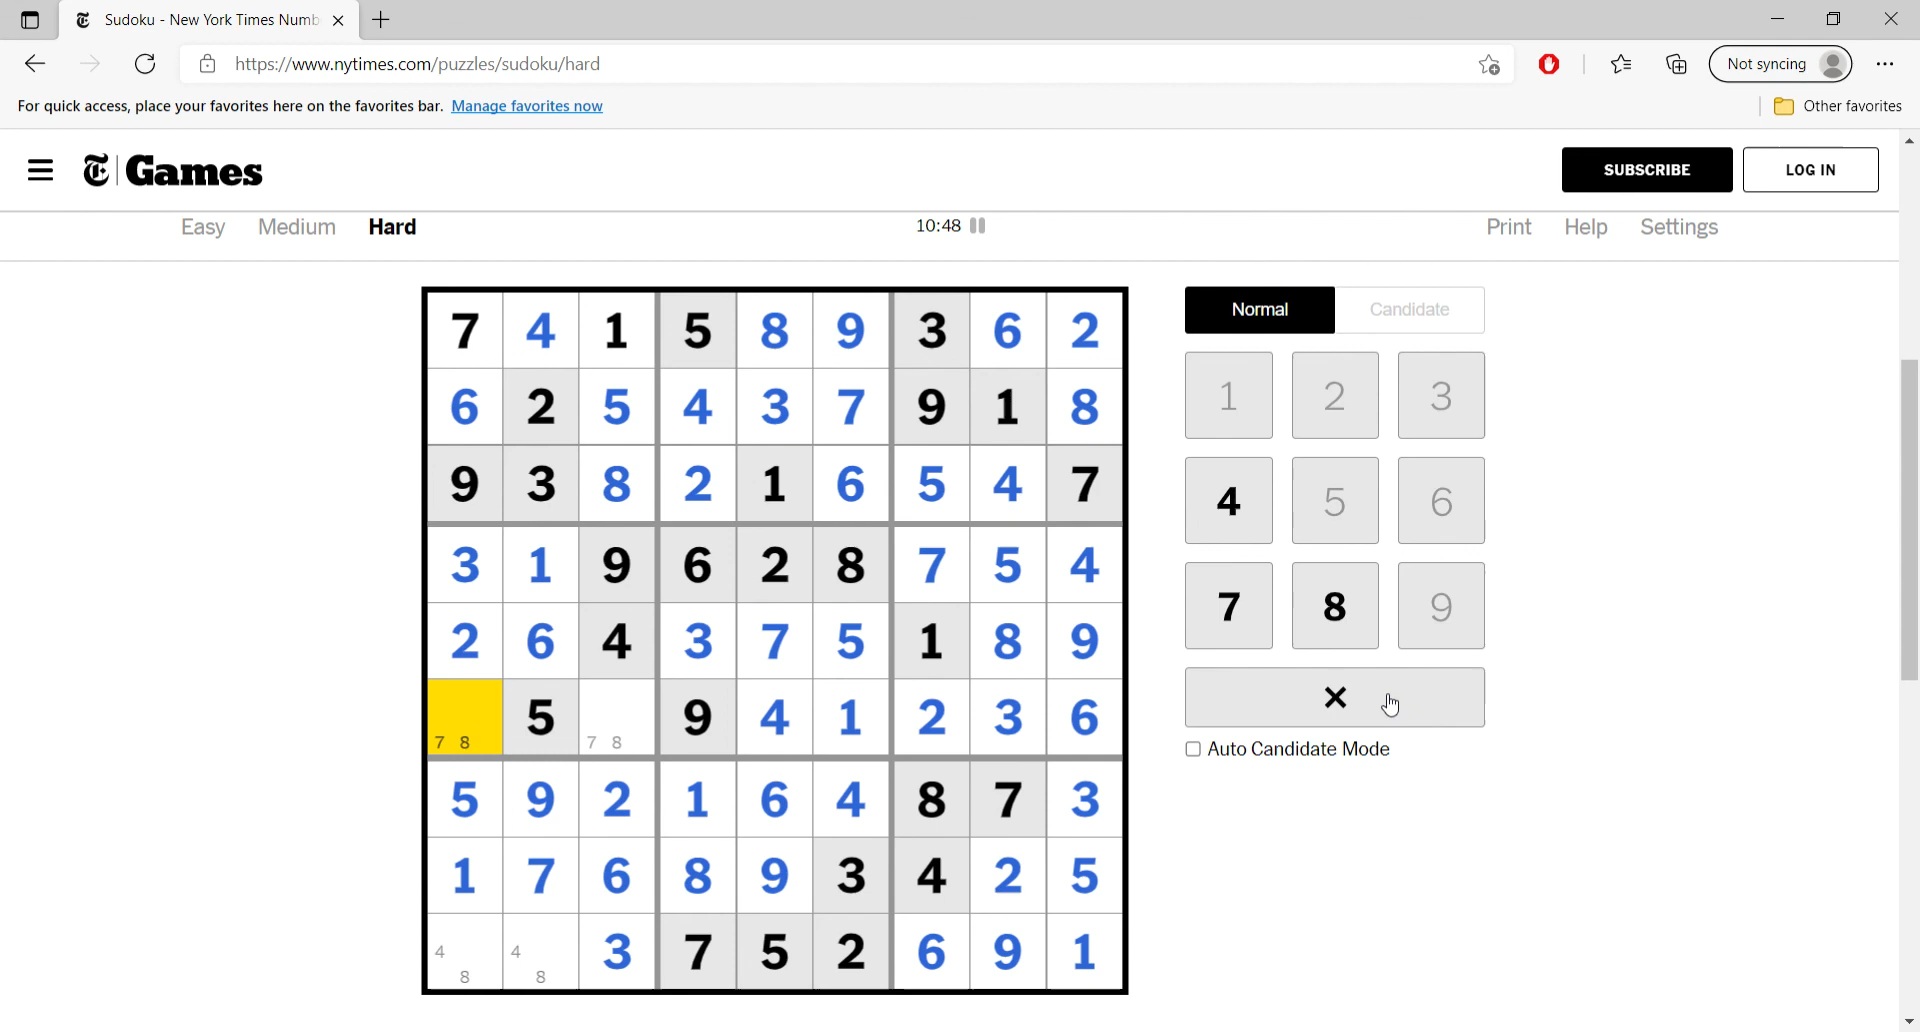 Sudoku - New York Times Numb
https://www.nytimes.com/puzzles/sudoku/hard
Not syncing
For quick access, place your favorites here on the favorites bar. Manage favorites now
Other favorites
T Games
SUBSCRIBE
LOG IN
Easy Medium Hard
10:48
Print Help Settings
Normal Candidate
7 4 1 5 8 9 3 6 2
6 2 5 4 3 7 9 1 8
9 3 8 2 1 6 5 4 7
3 1 9 6 2 8 7 5 4
2 6 4 3 7 5 1 8 9
7 8 5 7 8 9 4 1 2 3 6
5 9 2 1 6 4 8 7 3
1 7 6 8 9 3 4 2 5
4 8 4 8 3 7 5 2 6 9 1
1 2 3
4 5 6
7 8 9
X
Auto Candidate Mode